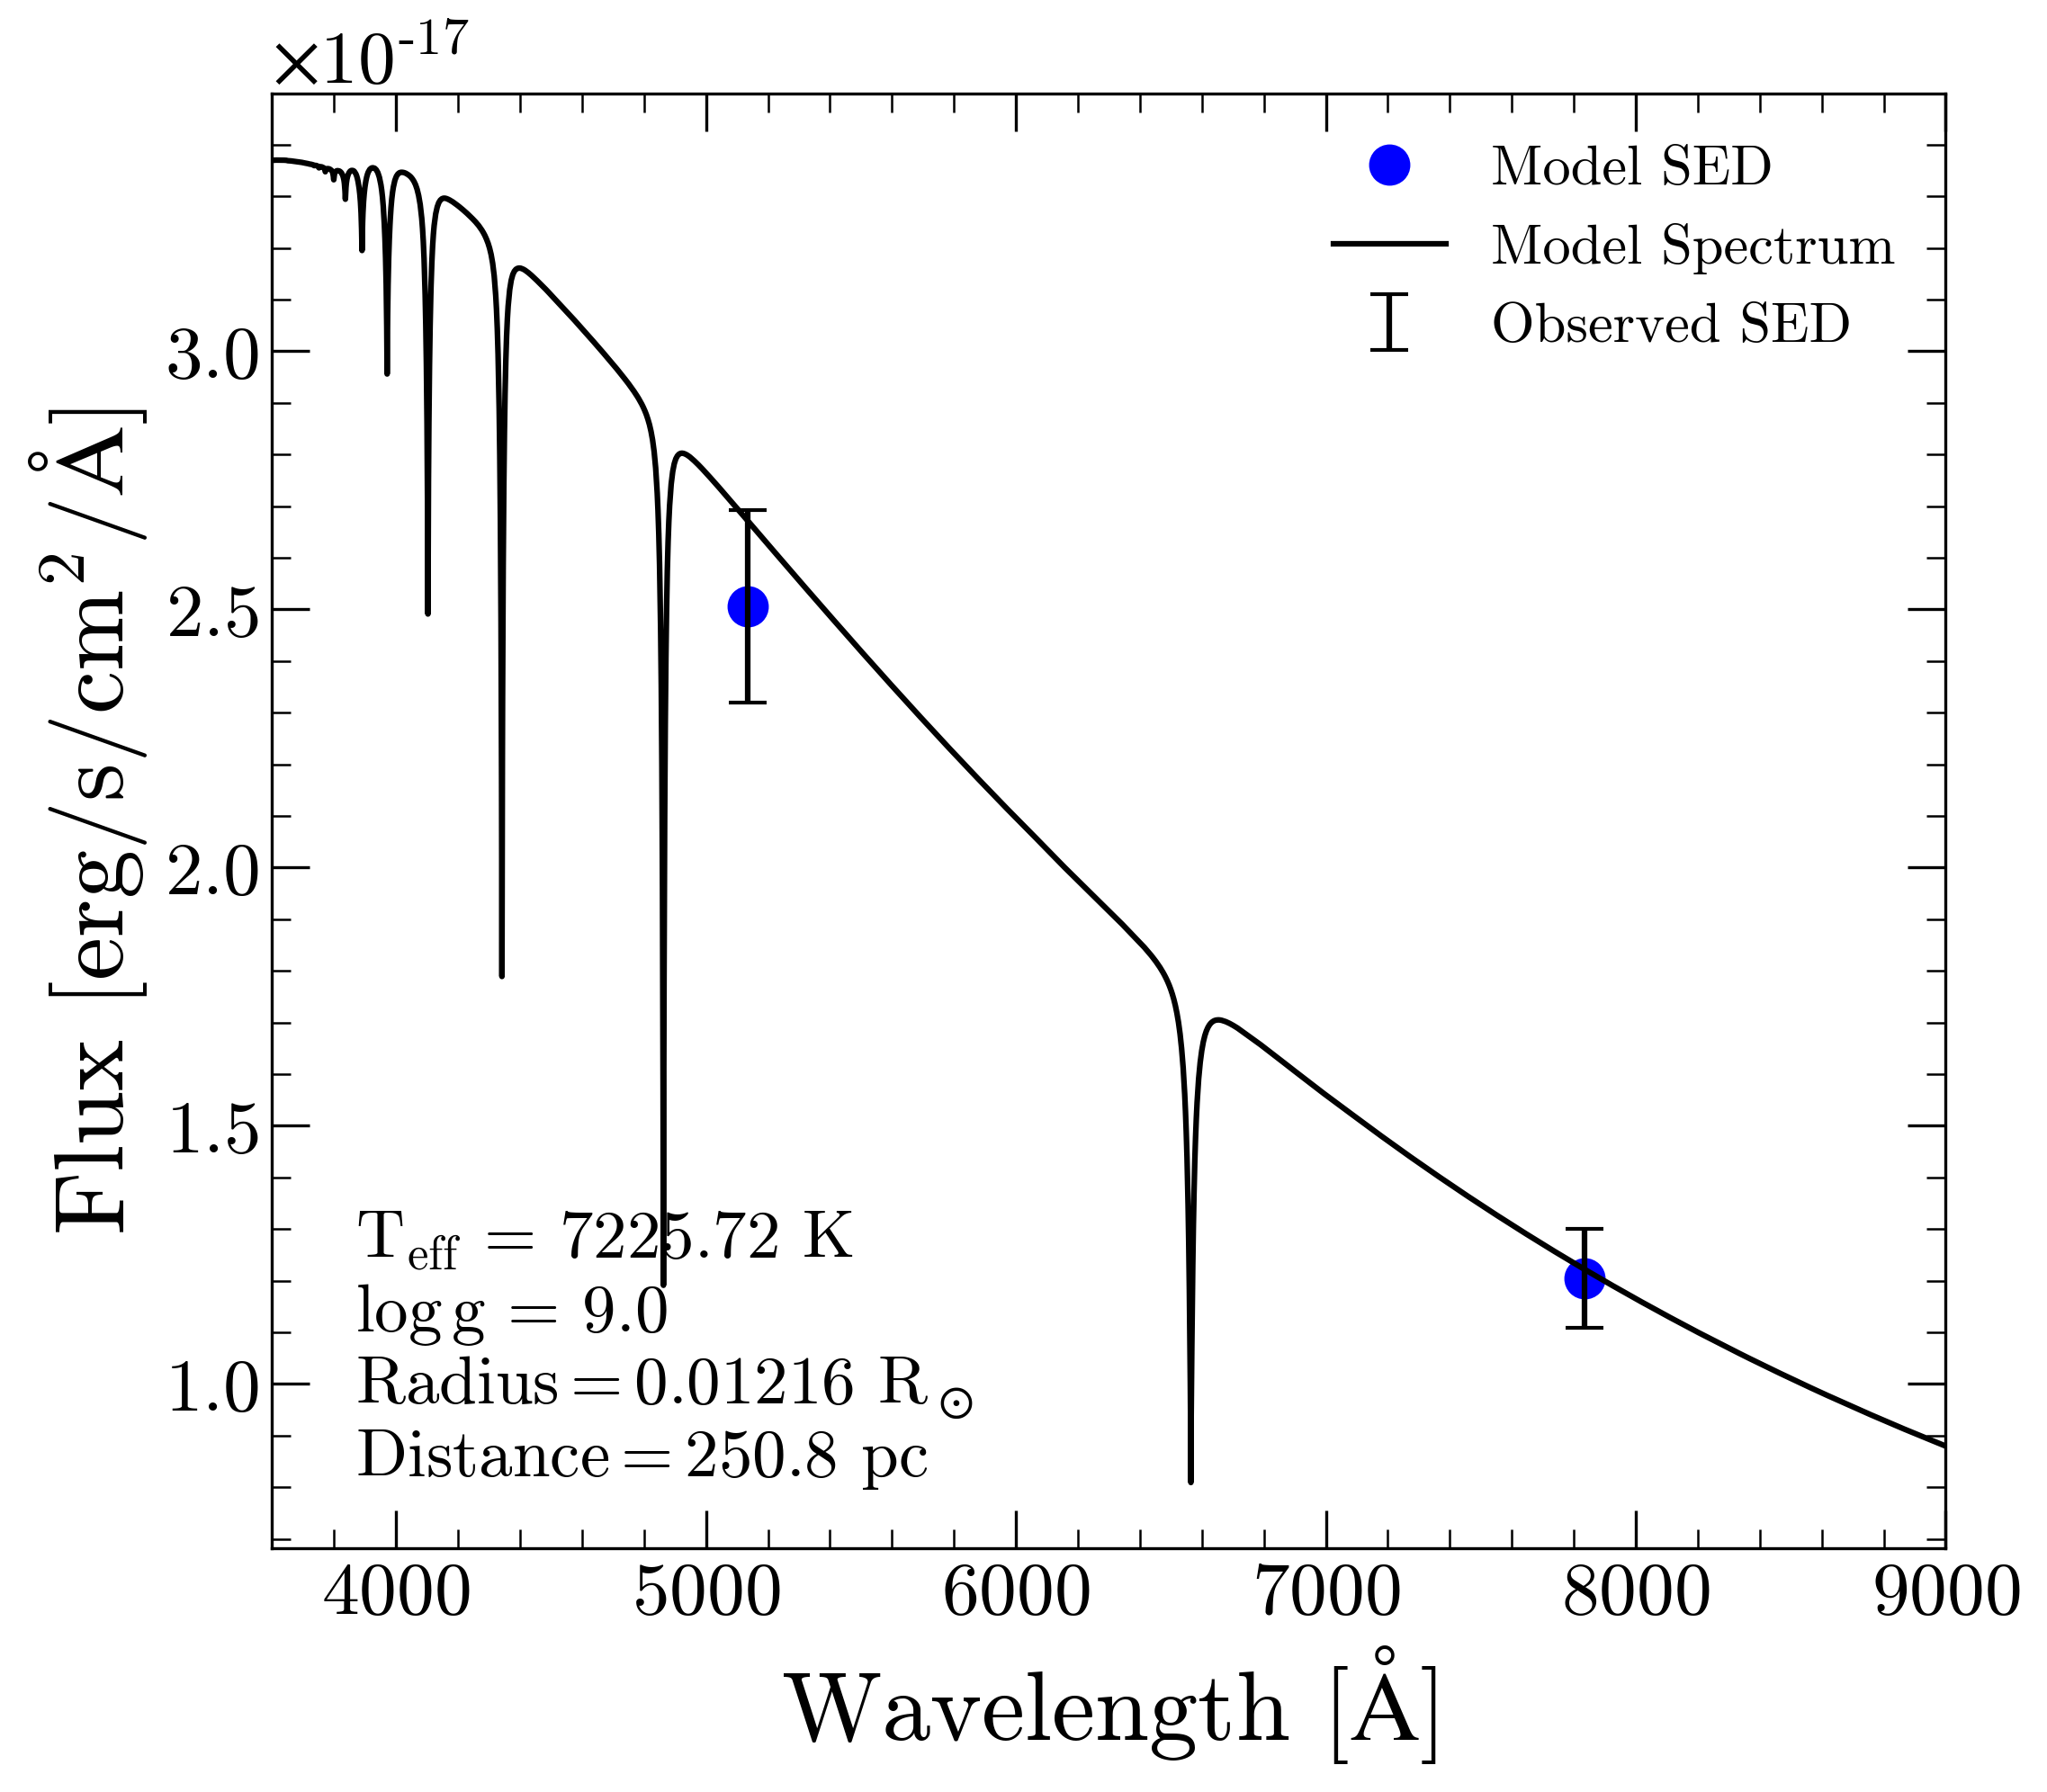 ×10⁻¹⁷
Model SED
Model Spectrum
Observed SED
3.0
2.5
2.0
1.5
1.0
Flux [erg/s/cm²/Å]
T_eff = 7225.72 K
log g = 9.0
Radius = 0.01216 R_⊙
Distance = 250.8 pc
4000 5000 6000 7000 8000 9000
Wavelength [Å]